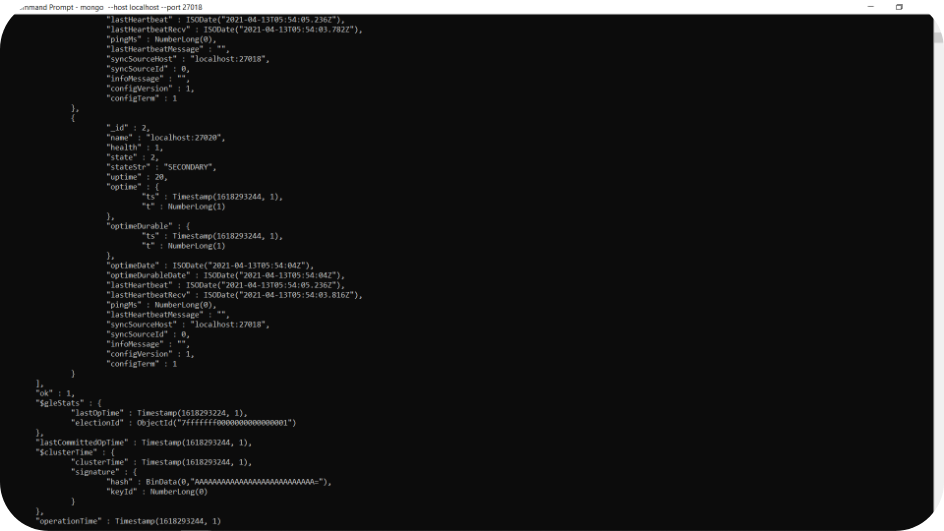 mmand Prompt - mongo --host localhost --port 27018
"lastHeartbeat" : ISODate("2021-04-13T05:54:05.236Z"),
"lastHeartbeatRecv" : ISODate("2021-04-13T05:54:03.782Z"),
"pingMs" : NumberLong(0),
"lastHeartbeatMessage" : "",
"syncSourceHost" : "localhost:27018",
"syncSourceId" : 0,
"infoMessage" : "",
"configVersion" : 1,
"configTerm" : 1
},
{
"_id" : 2,
"name" : "localhost:27020",
"health" : 1,
"state" : 2,
"stateStr" : "SECONDARY",
"uptime" : 20,
"optime" : {
"ts" : Timestamp(1618293244, 1),
"t" : NumberLong(1)
},
"optimeDurable" : {
"ts" : Timestamp(1618293244, 1),
"t" : NumberLong(1)
},
"optimeDate" : ISODate("2021-04-13T05:54:04Z"),
"optimeDurableDate" : ISODate("2021-04-13T05:54:04Z"),
"lastHeartbeat" : ISODate("2021-04-13T05:54:05.236Z"),
"lastHeartbeatRecv" : ISODate("2021-04-13T05:54:03.816Z"),
"pingMs" : NumberLong(0),
"lastHeartbeatMessage" : "",
"syncSourceHost" : "localhost:27018",
"syncSourceId" : 0,
"infoMessage" : "",
"configVersion" : 1,
"configTerm" : 1
}
],
"ok" : 1,
"$gleStats" : {
"lastOpTime" : Timestamp(1618293224, 1),
"electionId" : ObjectId("7fffffff0000000000000001")
},
"lastCommittedOpTime" : Timestamp(1618293244, 1),
"$clusterTime" : {
"clusterTime" : Timestamp(1618293244, 1),
"signature" : {
"hash" : BinData(0,"AAAAAAAAAAAAAAAAAAAAAAAAAAA="),
"keyId" : NumberLong(0)
}
},
"operationTime" : Timestamp(1618293244, 1)